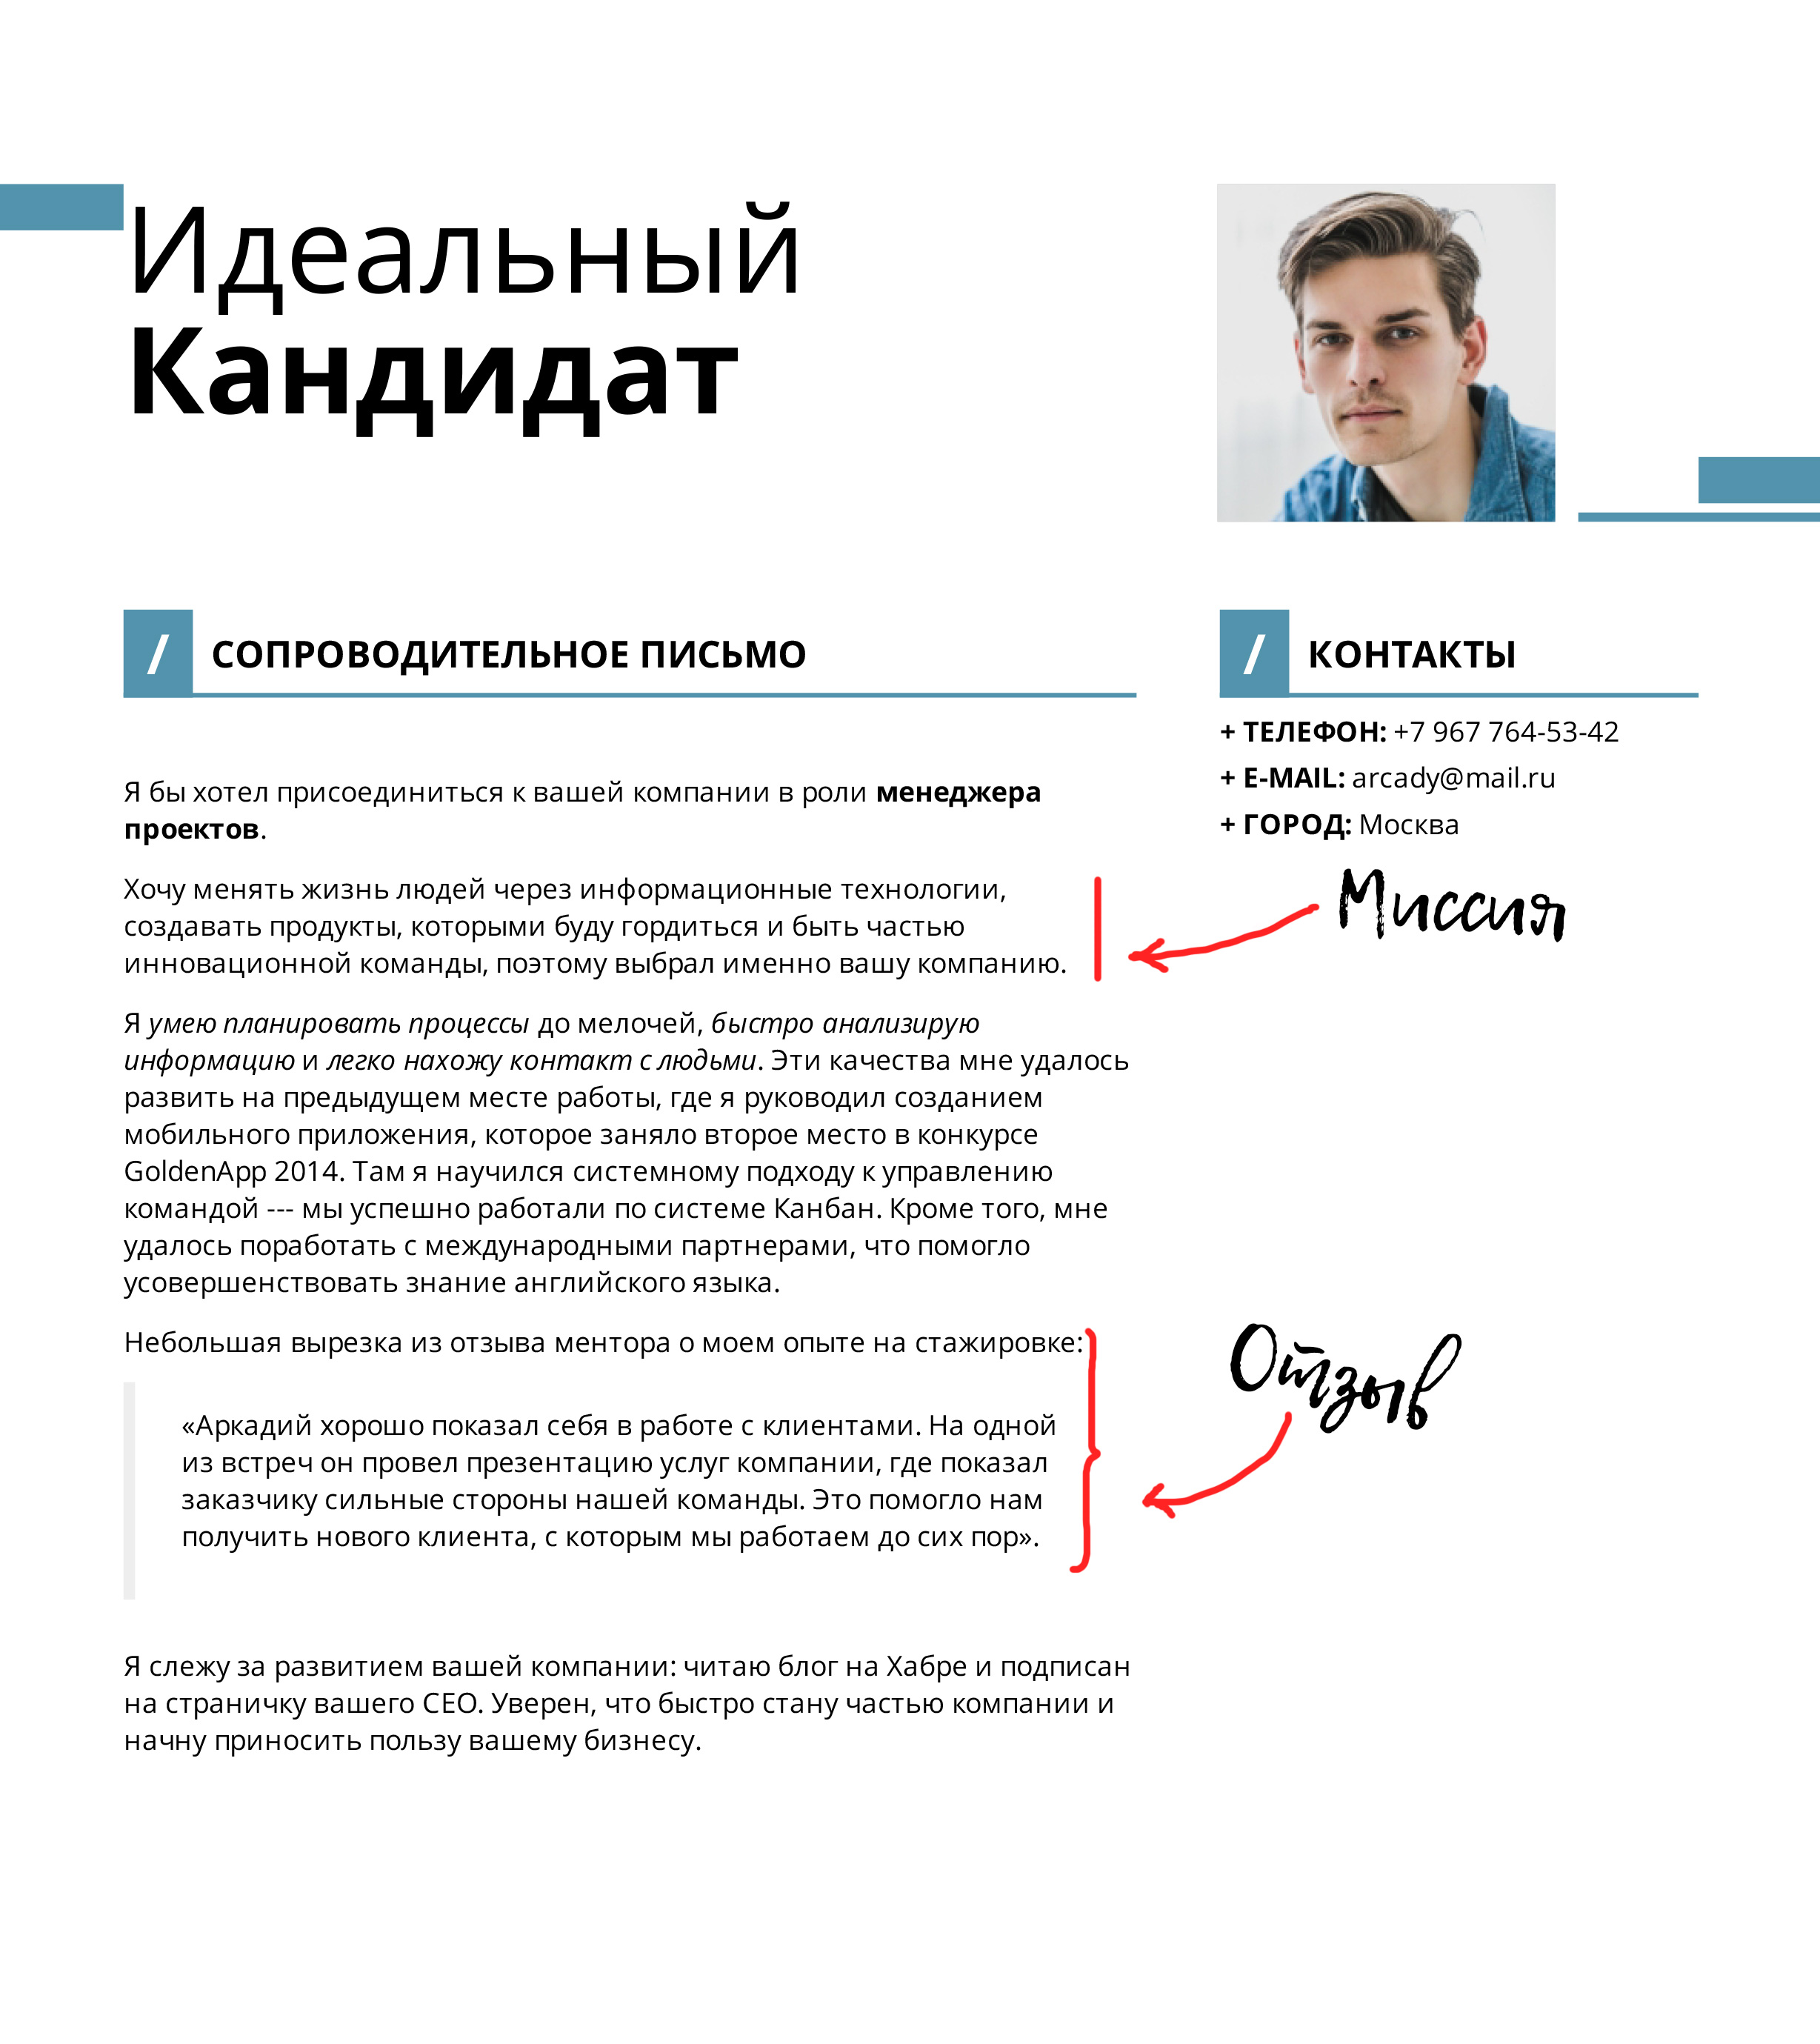 Идеальный
Кандидат
/ СОПРОВОДИТЕЛЬНОЕ ПИСЬМО
Я бы хотел присоединиться к вашей компании в роли менеджера
проектов.
Хочу менять жизнь людей через информационные технологии,
создавать продукты, которыми буду гордиться и быть частью
инновационной команды, поэтому выбрал именно вашу компанию.
Я умею планировать процессы до мелочей, быстро анализирую
информацию и легко нахожу контакт с людьми. Эти качества мне удалось
развить на предыдущем месте работы, где я руководил созданием
мобильного приложения, которое заняло второе место в конкурсе
GoldenApp 2014. Там я научился системному подходу к управлению
командой --- мы успешно работали по системе Канбан. Кроме того, мне
удалось поработать с международными партнерами, что помогло
усовершенствовать знание английского языка.
Небольшая вырезка из отзыва ментора о моем опыте на стажировке:
«Аркадий хорошо показал себя в работе с клиентами. На одной
из встреч он провел презентацию услуг компании, где показал
заказчику сильные стороны нашей команды. Это помогло нам
получить нового клиента, с которым мы работаем до сих пор».
Я слежу за развитием вашей компании: читаю блог на Хабре и подписан
на страничку вашего CEO. Уверен, что быстро стану частью компании и
начну приносить пользу вашему бизнесу.
/ КОНТАКТЫ
+ ТЕЛЕФОН: +7 967 764-53-42
+ E-MAIL: arcady@mail.ru
+ ГОРОД: Москва
Миссия
Отзыв